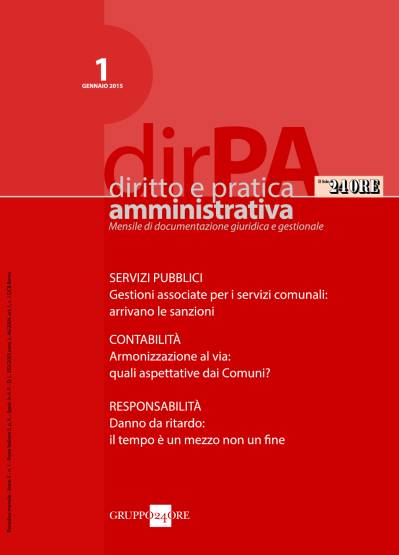 1
GENNAIO 2015
dirPA
Il Sole
24 ORE
diritto e pratica
amministrativa
Mensile di documentazione giuridica e gestionale
SERVIZI PUBBLICI
Gestioni associate per i servizi comunali:
arrivano le sanzioni
CONTABILITÀ
Armonizzazione al via:
quali aspettative dai Comuni?
RESPONSABILITÀ
Danno da ritardo:
il tempo è un mezzo non un fine
GRUPPO24ORE